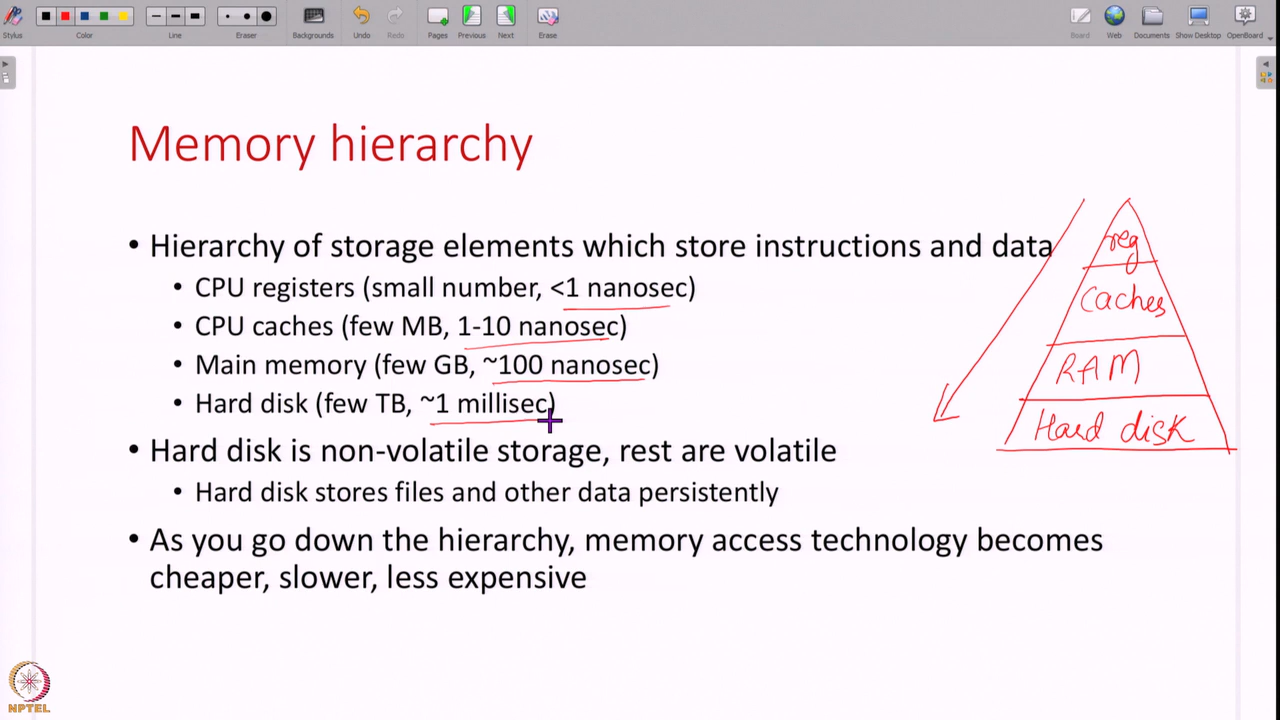 Stylus
Color
Line
Eraser
Backgrounds
Undo
Redo
Pages
Previous
Next
Erase
Board
Web
Documents
Show Desktop
OpenBoard
Memory hierarchy
• Hierarchy of storage elements which store instructions and data
• CPU registers (small number, <1 nanosec)
• CPU caches (few MB, 1-10 nanosec)
• Main memory (few GB, ~100 nanosec)
• Hard disk (few TB, ~1 millisec)
• Hard disk is non-volatile storage, rest are volatile
• Hard disk stores files and other data persistently
• As you go down the hierarchy, memory access technology becomes
cheaper, slower, less expensive
reg
Caches
RAM
Hard disk
NPTEL